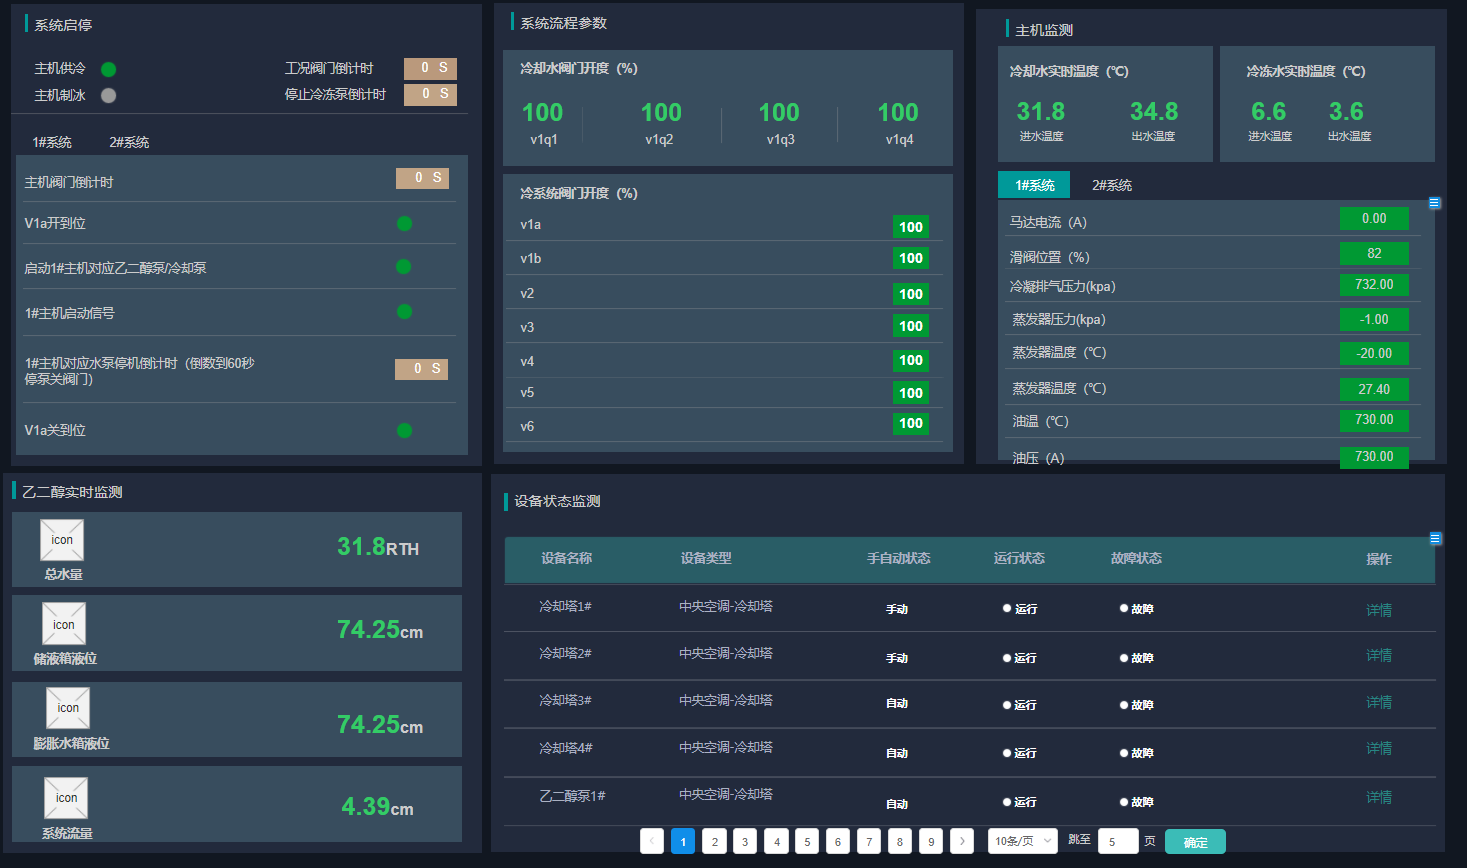 系统启停
主机供冷
工况阀门倒计时
0 S
主机制冰
停止冷冻泵倒计时
0 S
1#系统
2#系统
主机阀门倒计时
0 S
V1a开到位
启动1#主机对应乙二醇泵/冷却泵
1#主机启动信号
1#主机对应水泵停机倒计时（倒数到60秒
停泵关阀门）
0 S
V1a关到位
系统流程参数
冷却水阀门开度（%）
100
100
100
100
v1q1
v1q2
v1q3
v1q4
冷系统阀门开度（%）
v1a
100
v1b
100
v2
100
v3
100
v4
100
v5
100
v6
100
主机监测
冷却水实时温度（℃）
31.8
34.8
进水温度
出水温度
冷冻水实时温度（℃）
6.6
3.6
进水温度
出水温度
1#系统
2#系统
马达电流（A）
0.00
滑阀位置（%）
82
冷凝排气压力(kpa）
732.00
蒸发器压力(kpa）
-1.00
蒸发器温度（℃）
-20.00
蒸发器温度（℃）
27.40
油温（℃）
730.00
油压（A）
730.00
乙二醇实时监测
icon
总水量
31.8RTH
icon
储液箱液位
74.25cm
icon
膨胀水箱液位
74.25cm
icon
系统流量
4.39cm
设备状态监测
设备名称
设备类型
手自动状态
运行状态
故障状态
操作
冷却塔1#
中央空调-冷却塔
手动
运行
故障
详情
冷却塔2#
中央空调-冷却塔
手动
运行
故障
详情
冷却塔3#
中央空调-冷却塔
自动
运行
故障
详情
冷却塔4#
中央空调-冷却塔
自动
运行
故障
详情
乙二醇泵1#
中央空调-冷却塔
自动
运行
故障
详情
1 2 3 4 5 6 7 8 9
10条/页
跳至
5
页
确定